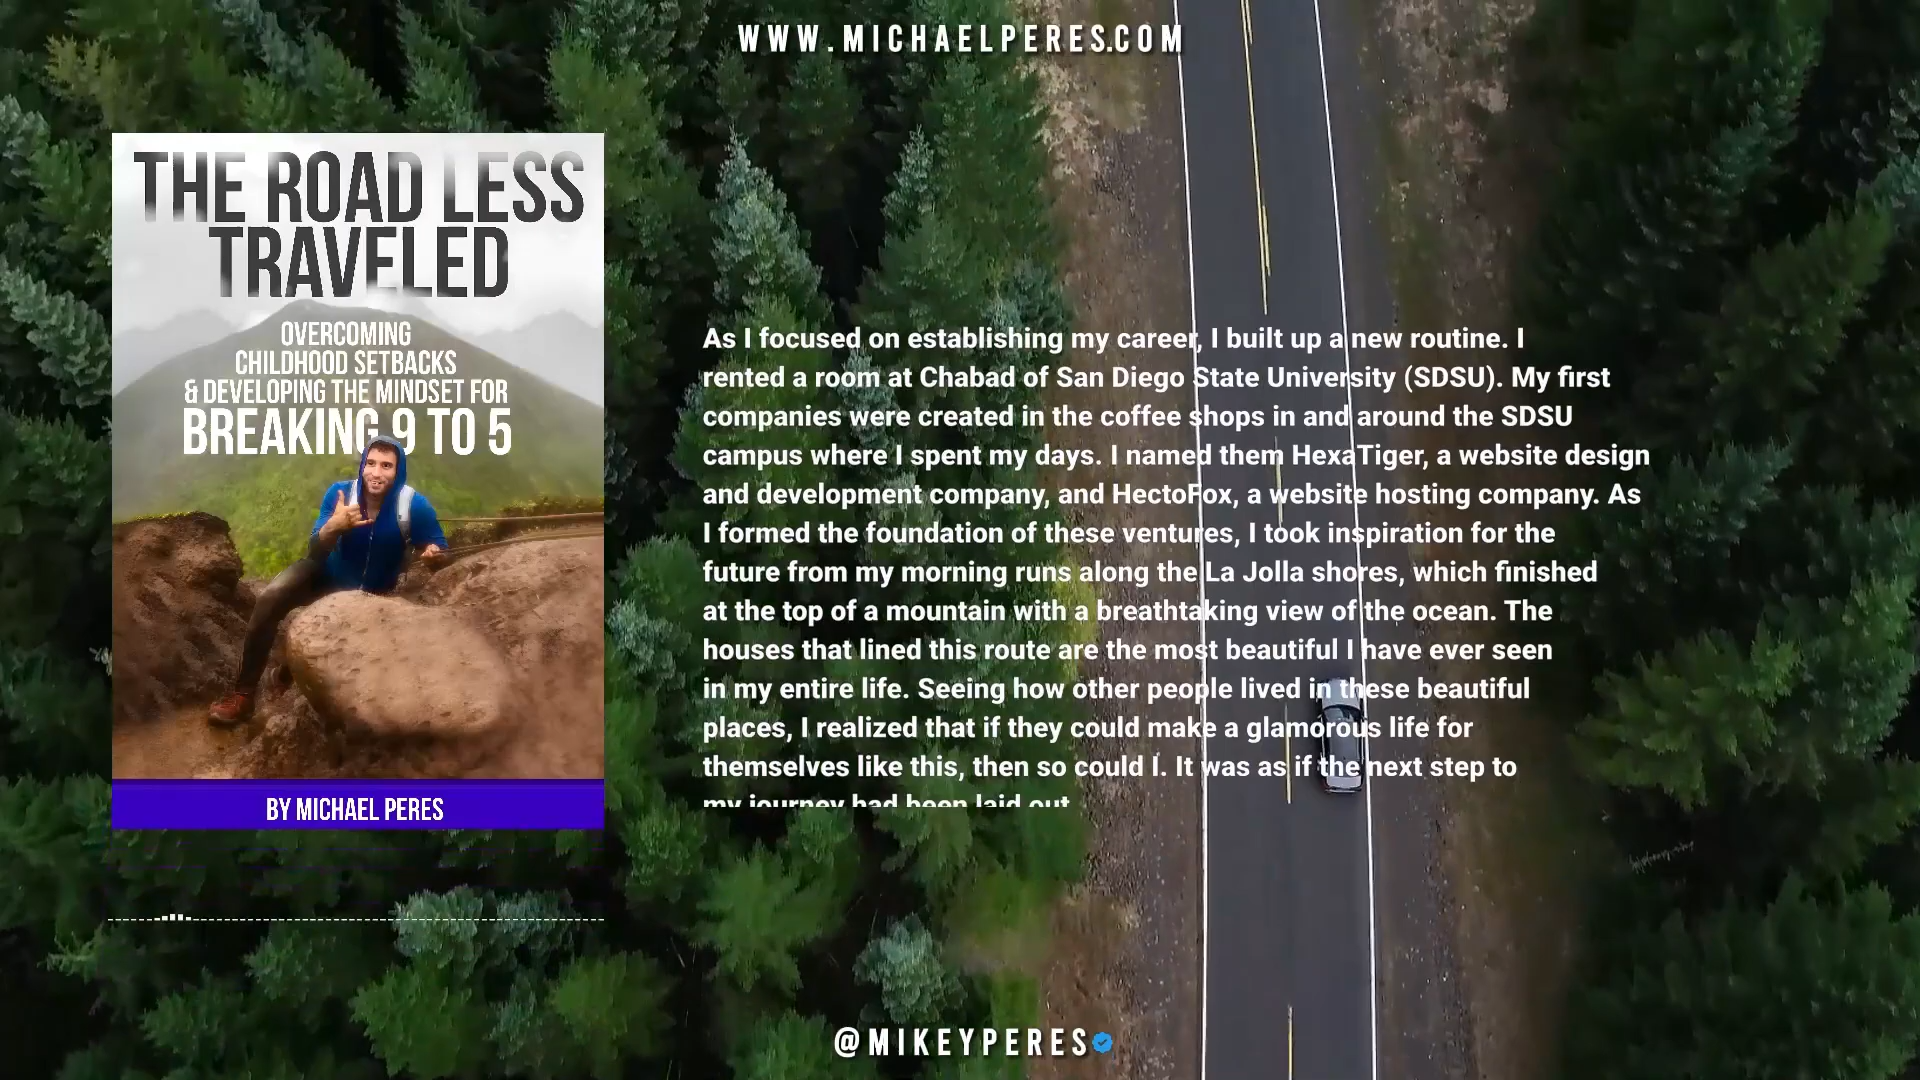 WWW.MICHAELPERES.COM
THE ROAD LESS
TRAVELED
OVERCOMING
CHILDHOOD SETBACKS
& DEVELOPING THE MINDSET FOR
BREAKING 9 TO 5
BY MICHAEL PERES
As I focused on establishing my career, I built up a new routine. I
rented a room at Chabad of San Diego State University (SDSU). My first
companies were created in the coffee shops in and around the SDSU
campus where I spent my days. I named them HexaTiger, a website design
and development company, and HectoFox, a website hosting company. As
I formed the foundation of these ventures, I took inspiration for the
future from my morning runs along the La Jolla shores, which finished
at the top of a mountain with a breathtaking view of the ocean. The
houses that lined this route are the most beautiful I have ever seen
in my entire life. Seeing how other people lived in these beautiful
places, I realized that if they could make a glamorous life for
themselves like this, then so could I. It was as if the next step to
my journey had been laid out
@MIKEYPERES